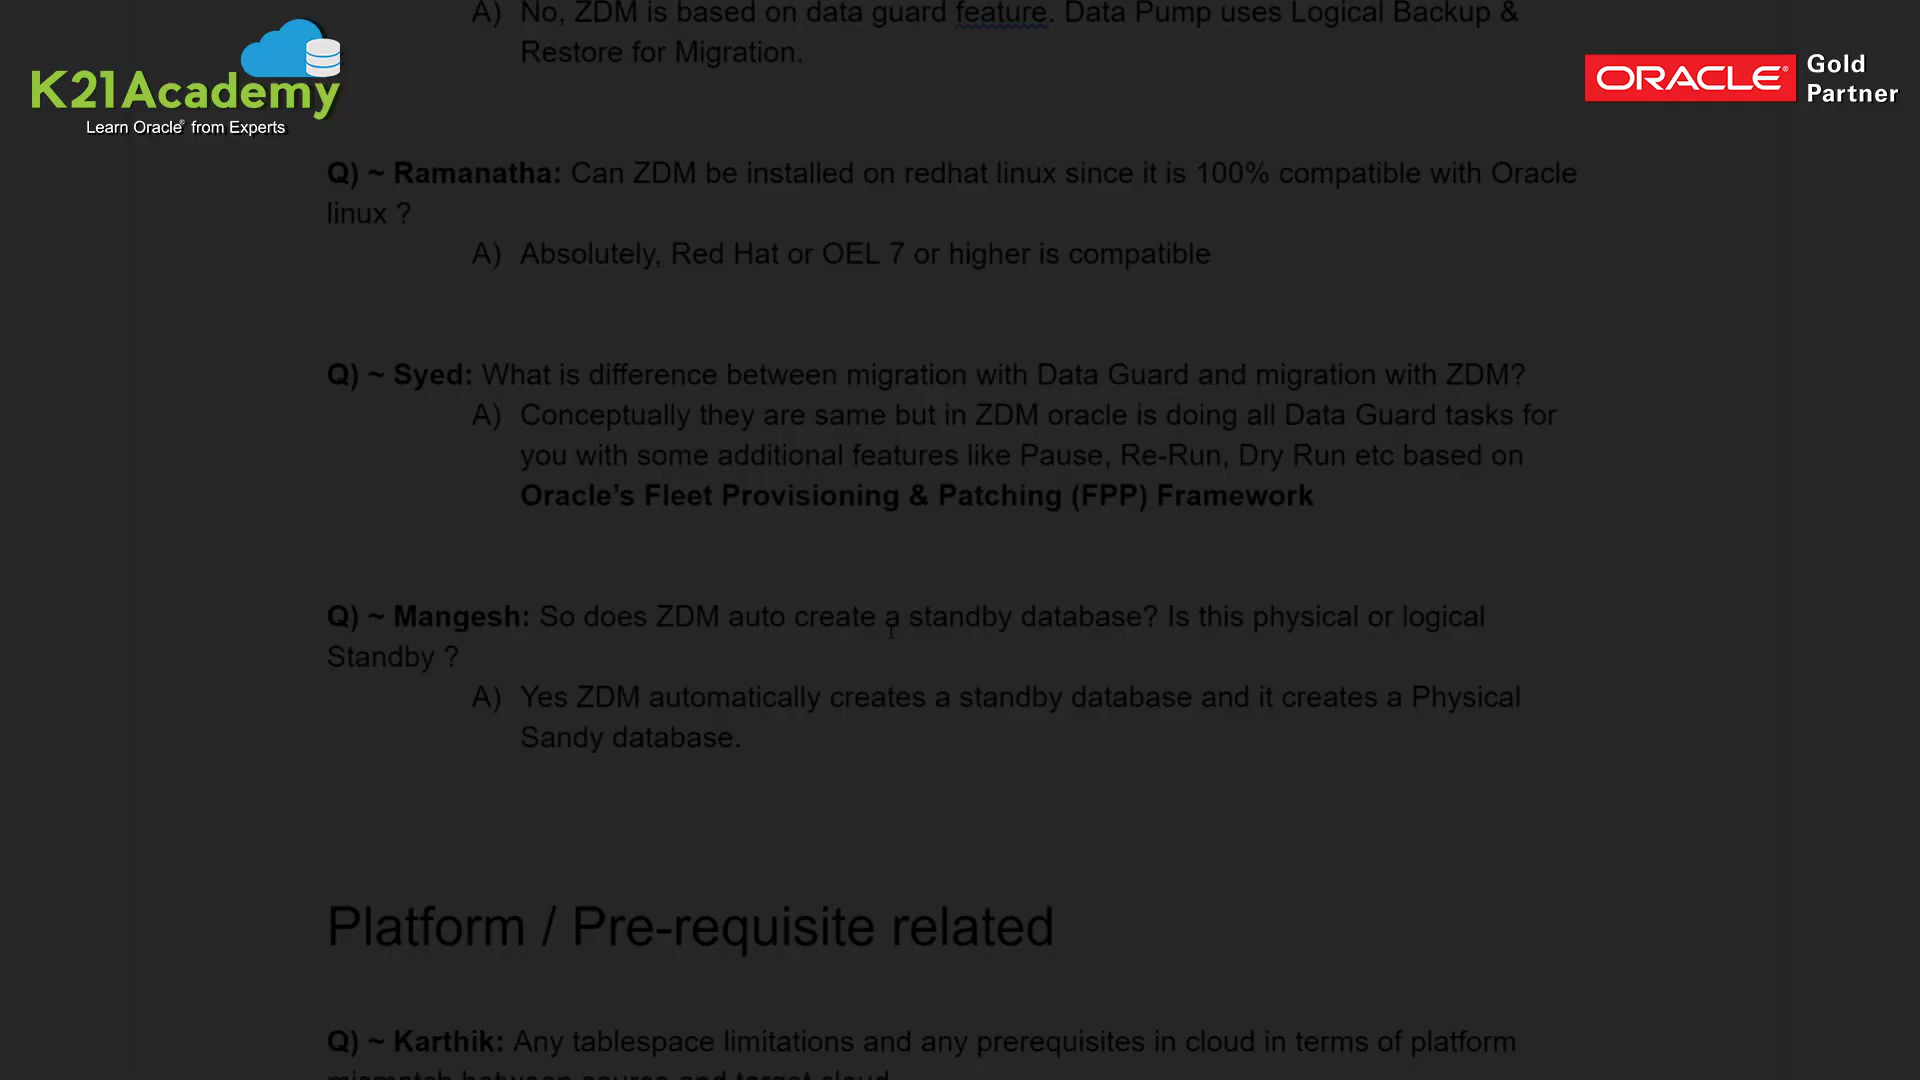 A) No, ZDM is based on data guard feature. Data Pump uses Logical Backup &
Restore for Migration.
K21Academy
Learn Oracle® from Experts
ORACLE®
Gold
Partner
Q) ~ Ramanatha: Can ZDM be installed on redhat linux since it is 100% compatible with Oracle
linux ?
A) Absolutely, Red Hat or OEL 7 or higher is compatible
Q) ~ Syed: What is difference between migration with Data Guard and migration with ZDM?
A) Conceptually they are same but in ZDM oracle is doing all Data Guard tasks for
you with some additional features like Pause, Re-Run, Dry Run etc based on
Oracle's Fleet Provisioning & Patching (FPP) Framework
Q) ~ Mangesh: So does ZDM auto create a standby database? Is this physical or logical
Standby ?
A) Yes ZDM automatically creates a standby database and it creates a Physical
Sandy database.
Platform / Pre-requisite related
Q) ~ Karthik: Any tablespace limitations and any prerequisites in cloud in terms of platform
mismatch between source and target cloud